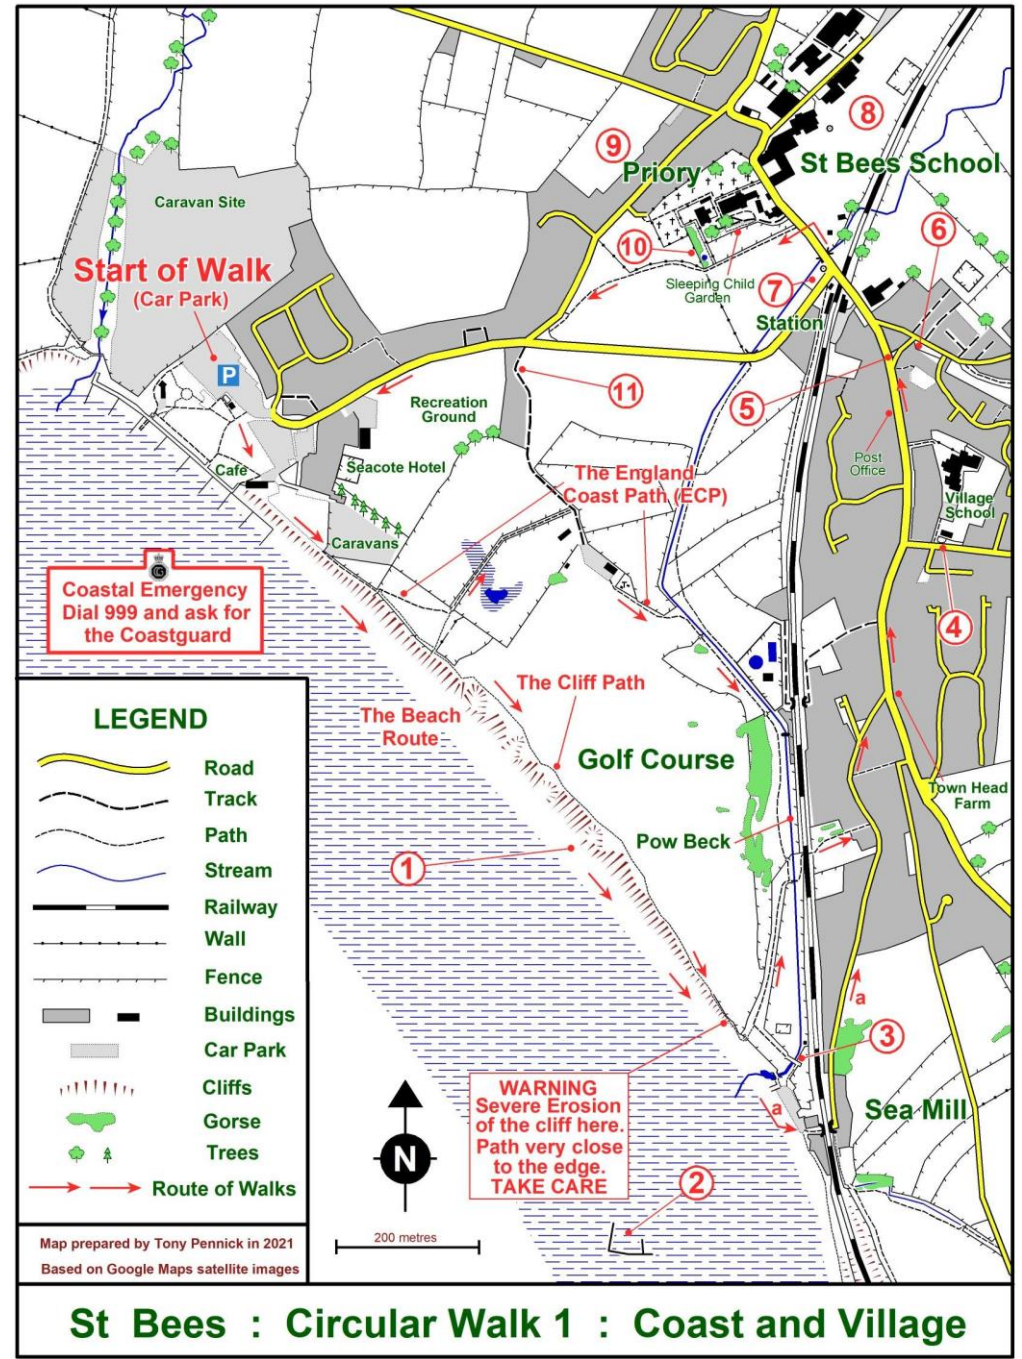 Caravan Site
Start of Walk
(Car Park)
P
9
Priory
8
St Bees School
6
10
Sleeping Child
Garden
7
Station
11
5
Recreation
Ground
Post
Office
Seacote Hotel
Cafe
The England
Coast Path (ECP)
Village
School
Caravans
4
Coastal Emergency
Dial 999 and ask for
the Coastguard
The Cliff Path
The Beach
Route
Golf Course
Town Head
Farm
Pow Beck
1
a
3
WARNING
Severe Erosion
of the cliff here.
Path very close
to the edge.
TAKE CARE
a
Sea Mill
2
N
200 metres
LEGEND
Road
Track
Path
Stream
Railway
Wall
Fence
Buildings
Car Park
Cliffs
Gorse
Trees
Route of Walks
Map prepared by Tony Pennick in 2021
Based on Google Maps satellite images
St Bees : Circular Walk 1 : Coast and Village